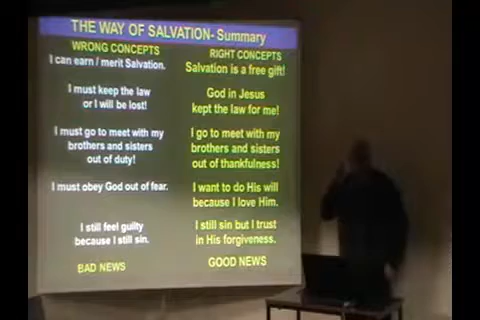 THE WAY OF SALVATION- Summary
WRONG CONCEPTS
I can earn / merit Salvation.
I must keep the law
or I will be lost!
I must go to meet with my
brothers and sisters
out of duty!
I must obey God out of fear.
I still feel guilty
because I still sin.
BAD NEWS
RIGHT CONCEPTS
Salvation is a free gift!
God in Jesus
kept the law for me!
I go to meet with my
brothers and sisters
out of thankfulness!
I want to do His will
because I love Him.
I still sin but I trust
in His forgiveness.
GOOD NEWS